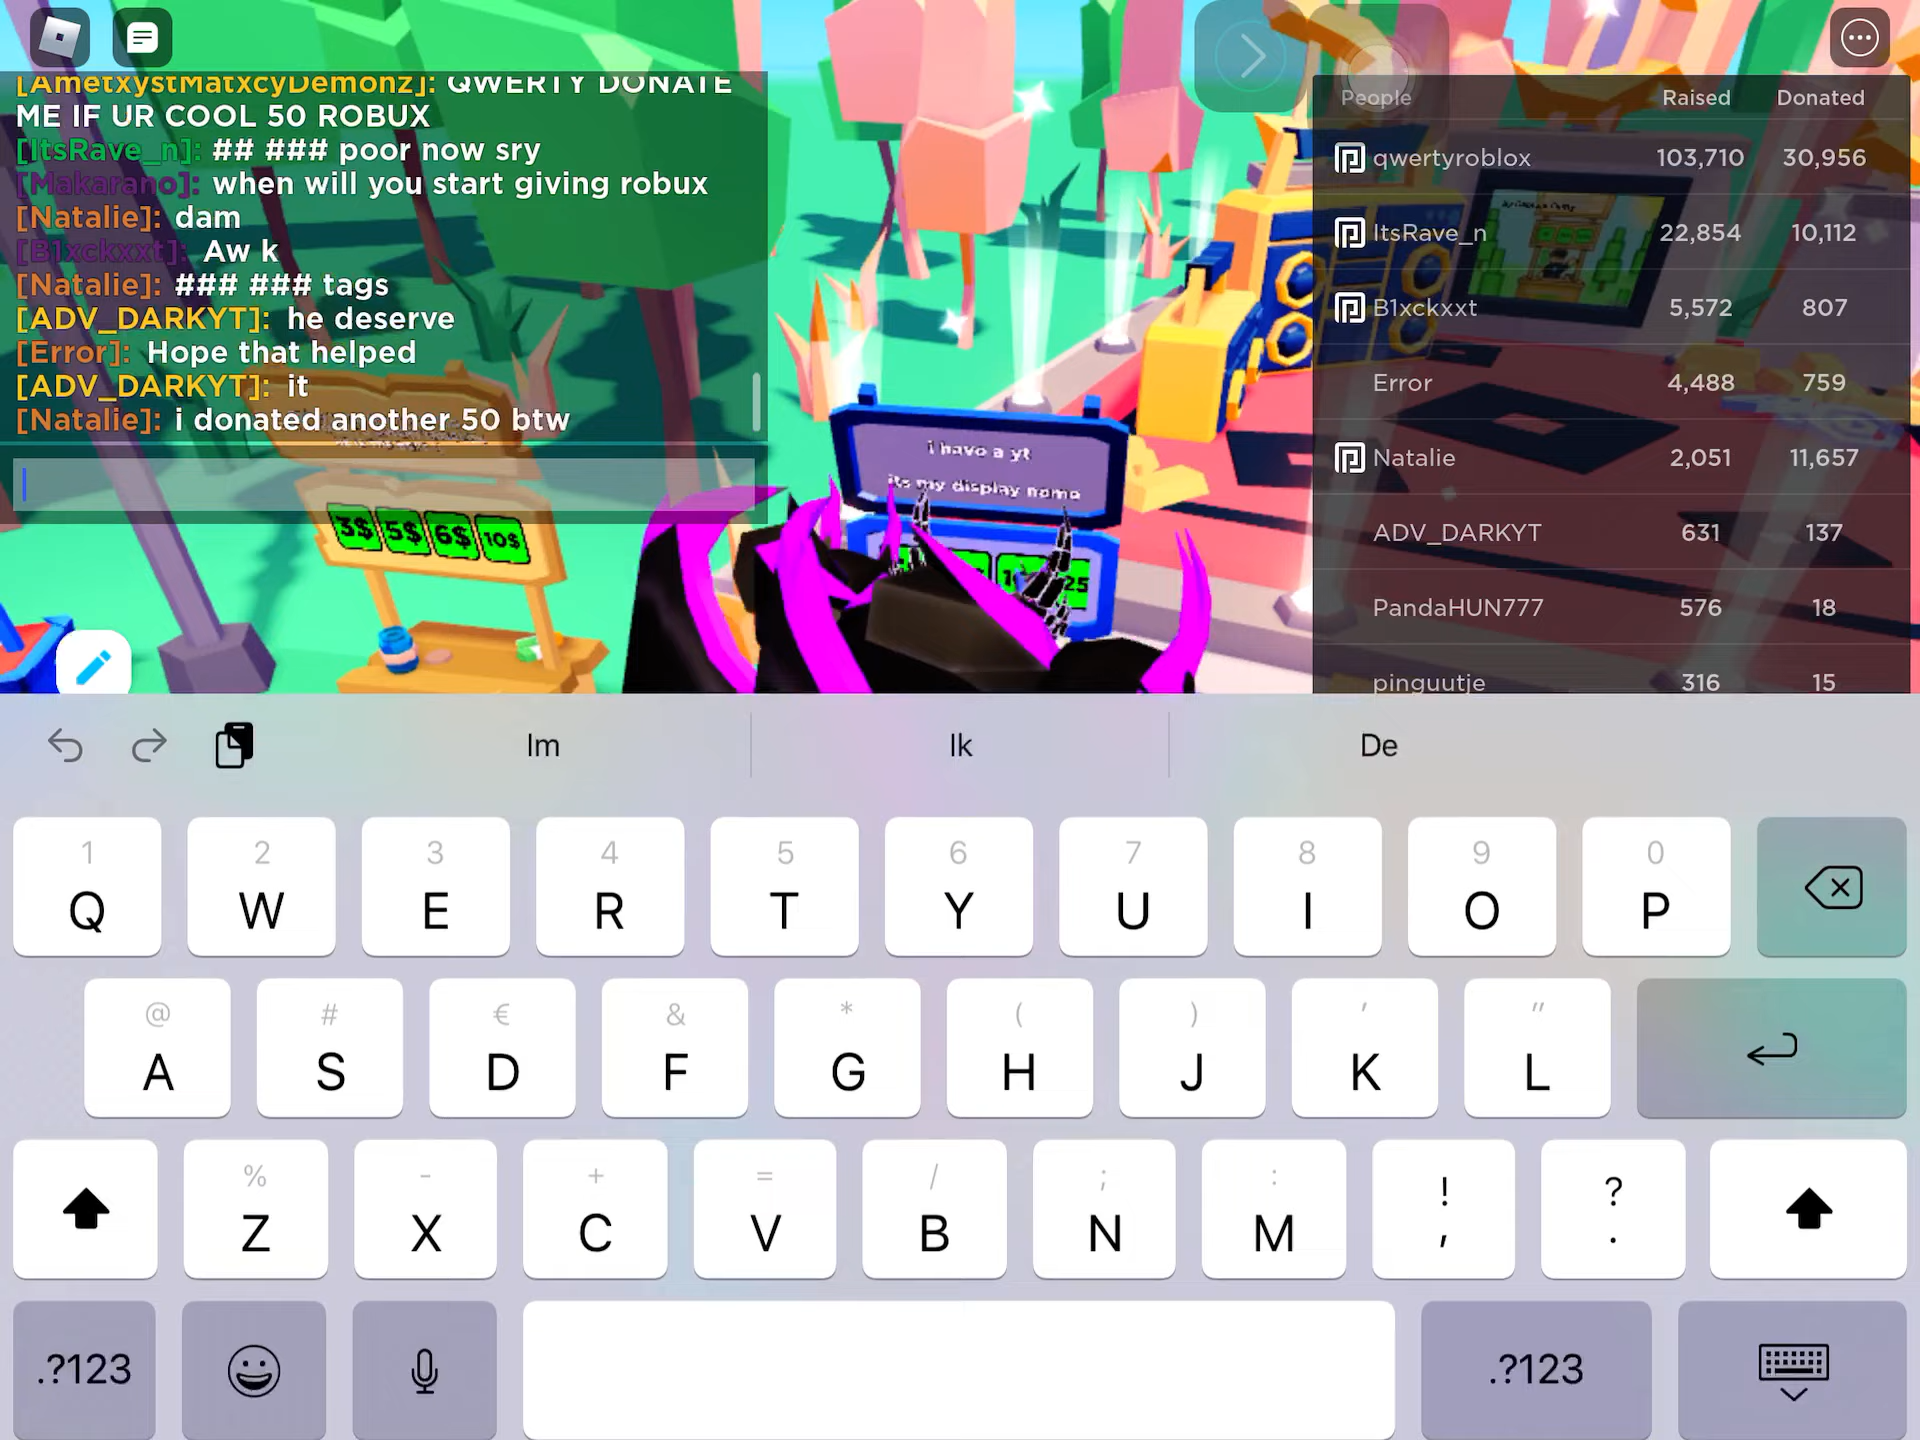 [AmetxystMatxcyDemonz]: QWERTY DONATE
ME IF UR COOL 50 ROBUX
[ItsRave_n]: ## ### poor now sry
[Makarano]: when will you start giving robux
[Natalie]: dam
[B1xckxxt]: Aw k
[Natalie]: ### ### tags
[ADV_DARKYT]: he deserve
[Error]: Hope that helped
[ADV_DARKYT]: it
[Natalie]: i donated another 50 btw
3$ 5$ 6$ 10$
i have a yt
its my display name
25
People Raised Donated
qwertyroblox 103,710 30,956
ItsRave_n 22,854 10,112
B1xckxxt 5,572 807
Error 4,488 759
Natalie 2,051 11,657
ADV_DARKYT 631 137
PandaHUN777 576 18
pinguutje 316 15
Im Ik De
1 2 3 4 5 6 7 8 9 0
Q W E R T Y U I O P
@ # € & * ( ) ' "
A S D F G H J K L
% - + = / ; : ! ?
Z X C V B N M , .
.?123 .?123